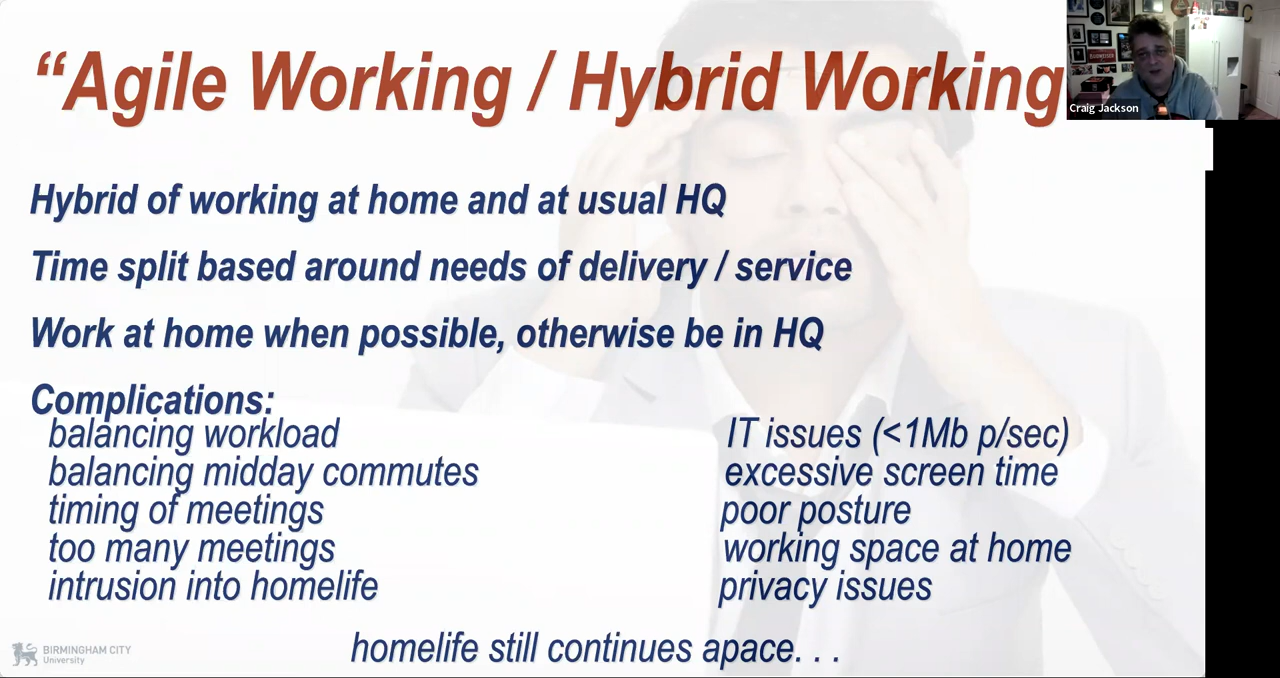 “Agile Working / Hybrid Working
Craig Jackson
Hybrid of working at home and at usual HQ
Time split based around needs of delivery / service
Work at home when possible, otherwise be in HQ
Complications:
balancing workload
balancing midday commutes
timing of meetings
too many meetings
intrusion into homelife
IT issues (<1Mb p/sec)
excessive screen time
poor posture
working space at home
privacy issues
homelife still continues apace. . .
BIRMINGHAM CITY
University